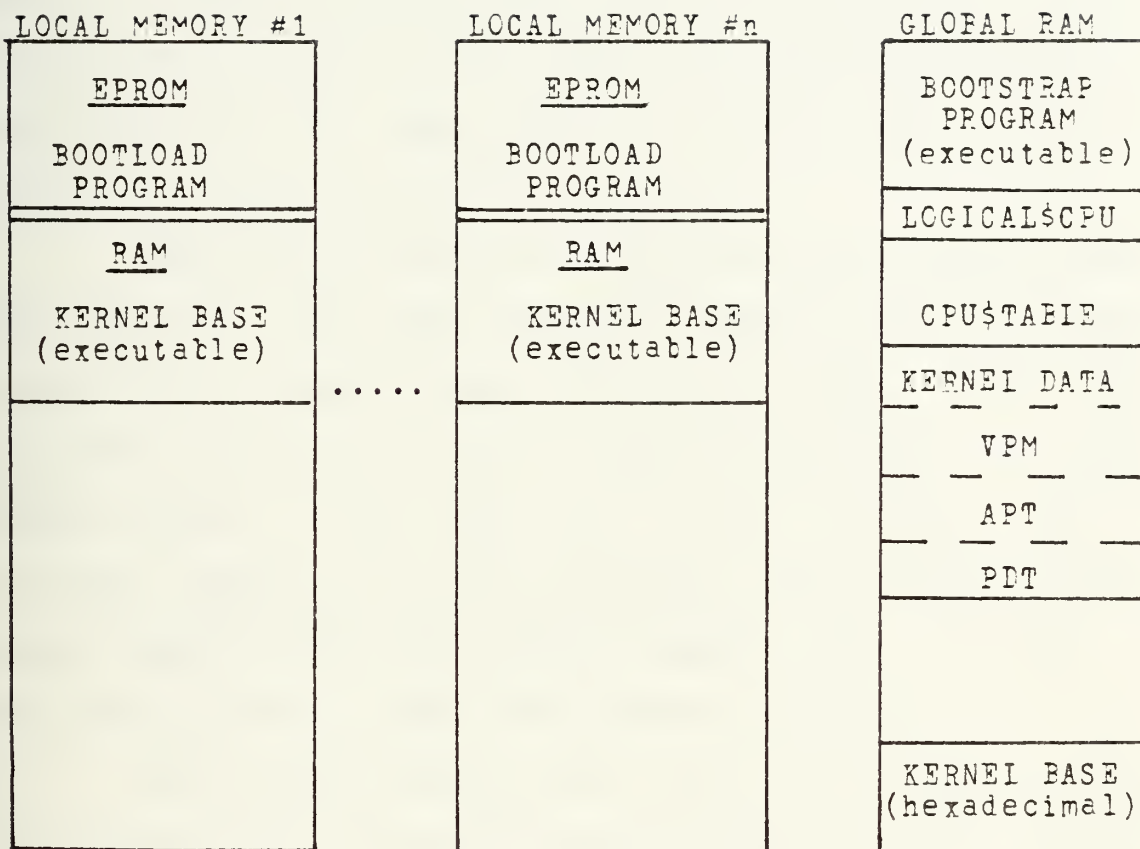 LOCAL MEMORY #1
EPROM
BOOTLOAD
PROGRAM
RAM
KERNEL BASE
(executable)
.....
LOCAL MEMORY #n
EPROM
BOOTLOAD
PROGRAM
RAM
KERNEL BASE
(executable)
GLOBAL RAM
BOOTSTRAP
PROGRAM
(executable)
LOGICAL$CPU
CPU$TABLE
KERNEL DATA
VPM
APT
PDT
KERNEL BASE
(hexadecimal)